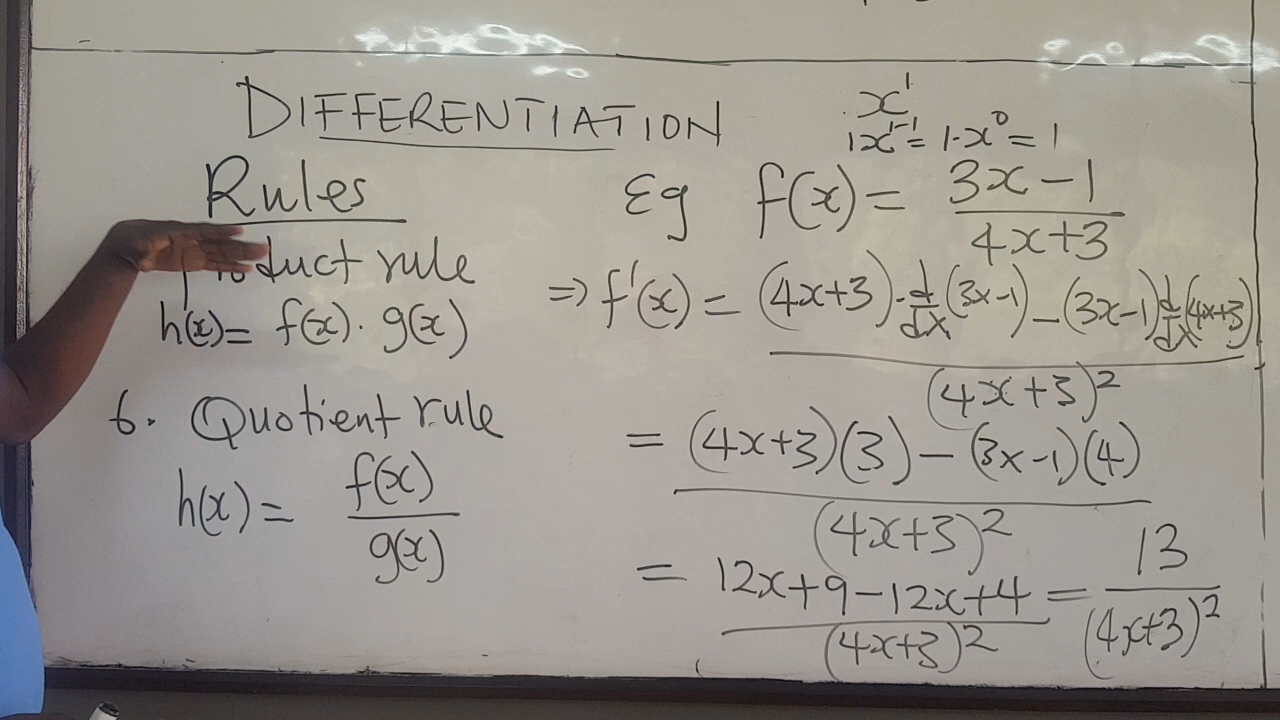 DIFFERENTIATION
x¹
1x¹⁻¹ = 1·x⁰ = 1
Rules
rule
h(x) = f(x) · g(x)
6. Quotient rule
h(x) = f(x)
g(x)
Eg f(x) = 3x - 1
4x + 3
⇒ f'(x) = (4x+3) · d/dx (3x-1) - (3x-1) d/dx (4x+3)
(4x+3)²
= (4x+3)(3) - (3x-1)(4)
(4x+3)²
= 12x+9-12x+4 = 13
(4x+3)² (4x+3)²